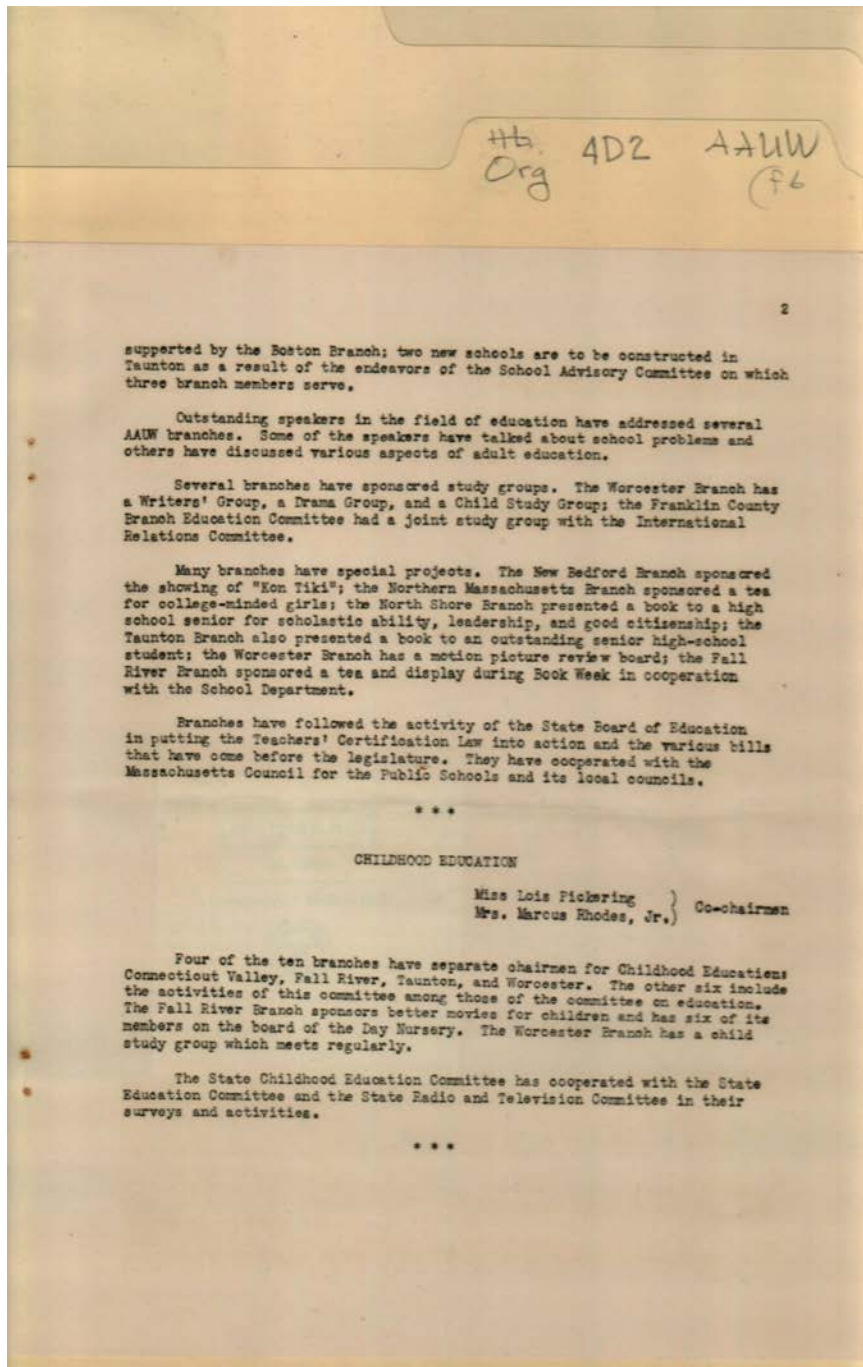 Org 4D2 AAUW
2
supported by the Boston Branch; two new schools are to be constructed in
Taunton as a result of the endeavors of the School Advisory Committee on which
three branch members serve.
Outstanding speakers in the field of education have addressed several
AAUW branches. Some of the speakers have talked about school problems and
others have discussed various aspects of adult education.
Several branches have sponsored study groups. The Worcester Branch has
a Writers' Group, a Drama Group, and a Child Study Group; the Franklin County
Branch Education Committee had a joint study group with the International
Relations Committee.
Many branches have special projects. The New Bedford Branch sponsored
the showing of "Kon Tiki"; the Northern Massachusetts Branch sponsored a tea
for college-minded girls; the North Shore Branch presented a book to a high
school senior for scholastic ability, leadership, and good citizenship; the
Taunton Branch also presented a book to an outstanding senior high-school
student; the Worcester Branch has a motion picture review board; the Fall
River Branch sponsored a tea and display during Book Week in cooperation
with the School Department.
Branches have followed the activity of the State Board of Education
in putting the Teachers' Certification Law into action and the various bills
that have come before the legislature. They have cooperated with the
Massachusetts Council for the Public Schools and its local councils.
* * *
CHILDHOOD EDUCATION
Miss Lois Pickering )
Mrs. Marcus Rhodes, Jr.) Co-chairmen
Four of the ten branches have separate chairmen for Childhood Education:
Connecticut Valley, Fall River, Taunton, and Worcester. The other six include
the activities of this committee among those of the committee on education.
The Fall River Branch sponsors better movies for children and has six of its
members on the board of the Day Nursery. The Worcester Branch has a child
study group which meets regularly.
The State Childhood Education Committee has cooperated with the State
Education Committee and the State Radio and Television Committee in their
surveys and activities.
* * *